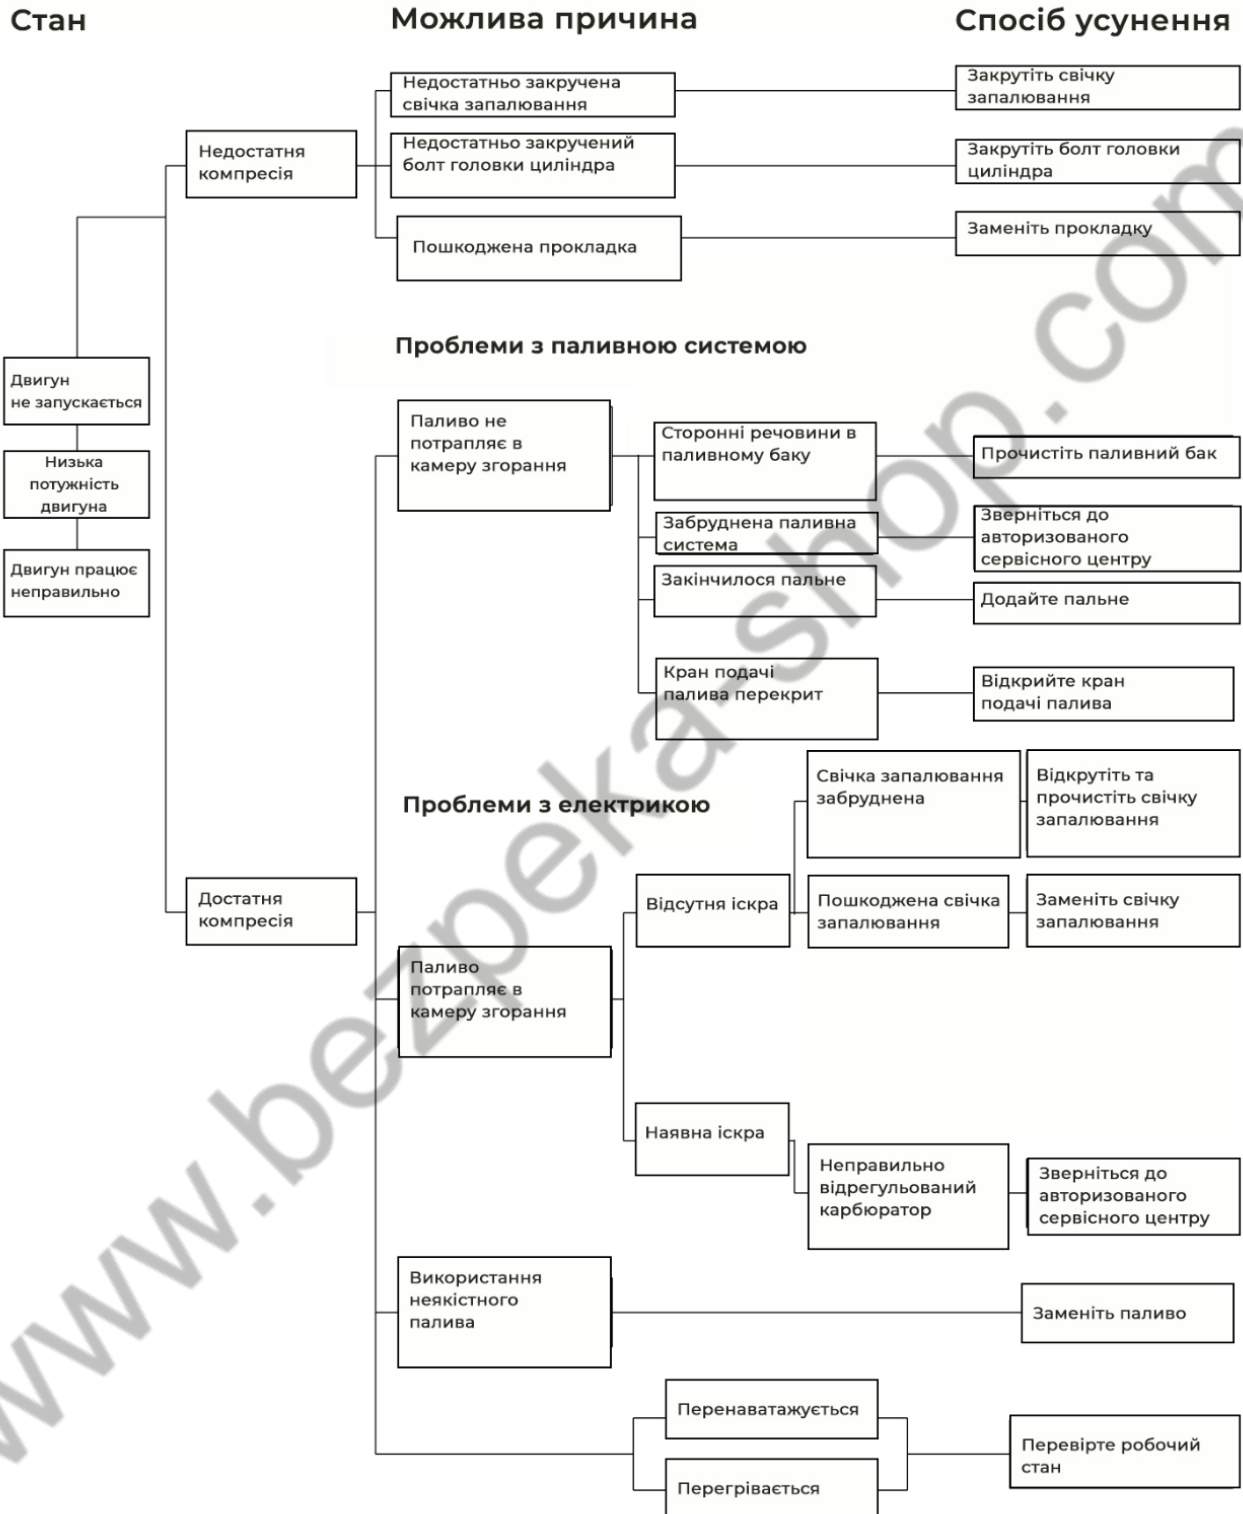 Стан
Можлива причина
Спосіб усунення
Недостатньо закручена
свічка запалювання
Закрутіть свічку
запалювання
Недостатня
компресія
Недостатньо закручений
болт головки циліндра
Закрутіть болт головки
циліндра
Пошкоджена прокладка
Заменіть прокладку
Проблеми з паливною системою
Двигун
не запускається
Низька
потужність
двигуна
Двигун працює
неправильно
Паливо не
потрапляє в
камеру згорання
Сторонні речовини в
паливному баку
Прочистіть паливний бак
Забруднена паливна
система
Зверніться до
авторизованого
сервісного центру
Закінчилося пальне
Додайте пальне
Кран подачі
палива перекрит
Відкрийте кран
подачі палива
Проблеми з електрикою
Свічка запалювання
забруднена
Відкрутіть та
прочистіть свічку
запалювання
Достатня
компресія
Відсутня іскра
Пошкоджена свічка
запалювання
Заменіть свічку
запалювання
Паливо
потрапляє в
камеру згорання
Наявна іскра
Неправильно
відрегульований
карбюратор
Зверніться до
авторизованого
сервісного центру
Використання
неякістного
палива
Заменіть паливо
Перенаватажується
Перегрівається
Перевірте робочий
стан
www.bezpeka-shop.com